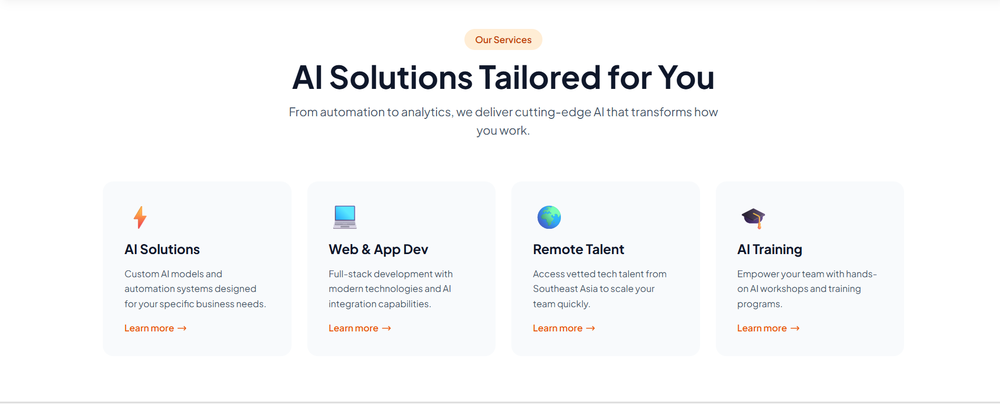 Our Services
AI Solutions Tailored for You
From automation to analytics, we deliver cutting-edge AI that transforms how
you work.
AI Solutions
Custom AI models and
automation systems designed
for your specific business needs.
Learn more →
Web & App Dev
Full-stack development with
modern technologies and AI
integration capabilities.
Learn more →
Remote Talent
Access vetted tech talent from
Southeast Asia to scale your
team quickly.
Learn more →
AI Training
Empower your team with hands-
on AI workshops and training
programs.
Learn more →